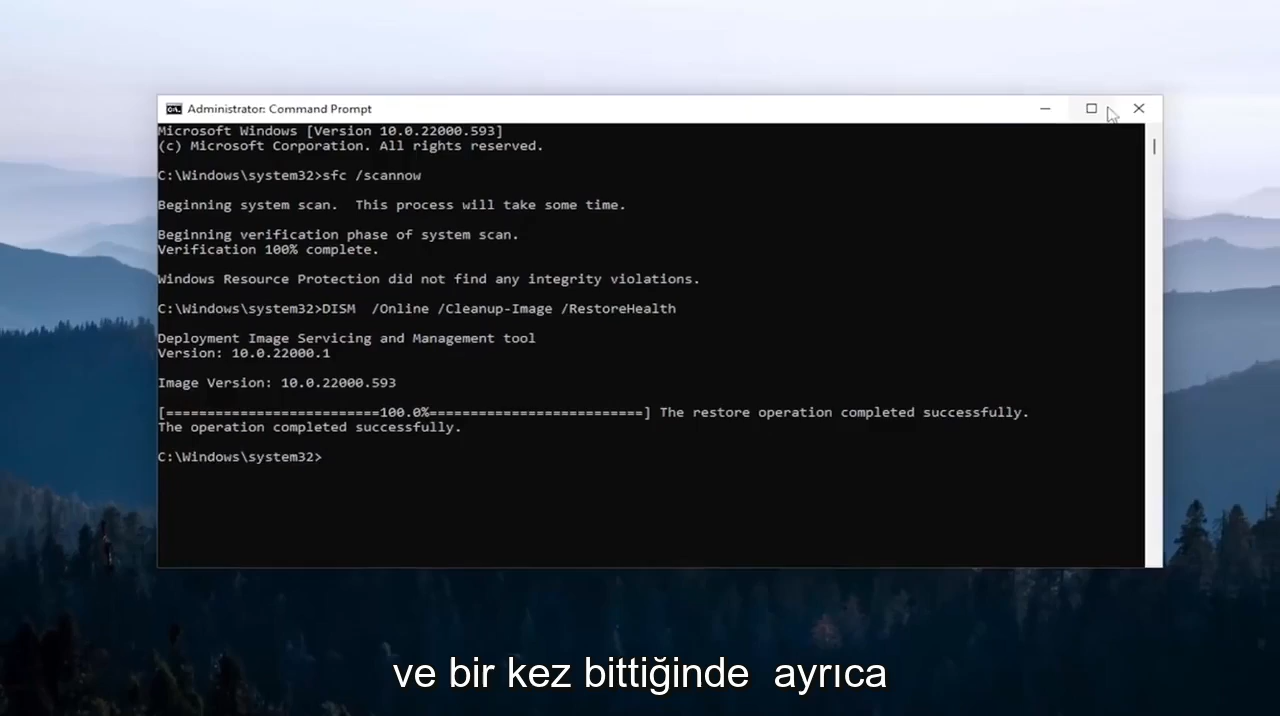 Administrator: Command Prompt
Microsoft Windows [Version 10.0.22000.593]
(c) Microsoft Corporation. All rights reserved.
C:\Windows\system32>sfc /scannow
Beginning system scan.  This process will take some time.
Beginning verification phase of system scan.
Verification 100% complete.
Windows Resource Protection did not find any integrity violations.
C:\Windows\system32>DISM  /Online /Cleanup-Image /RestoreHealth
Deployment Image Servicing and Management tool
Version: 10.0.22000.1
Image Version: 10.0.22000.593
[==========================100.0%==========================] The restore operation completed successfully.
The operation completed successfully.
C:\Windows\system32>
ve bir kez bittiğinde  ayrıca